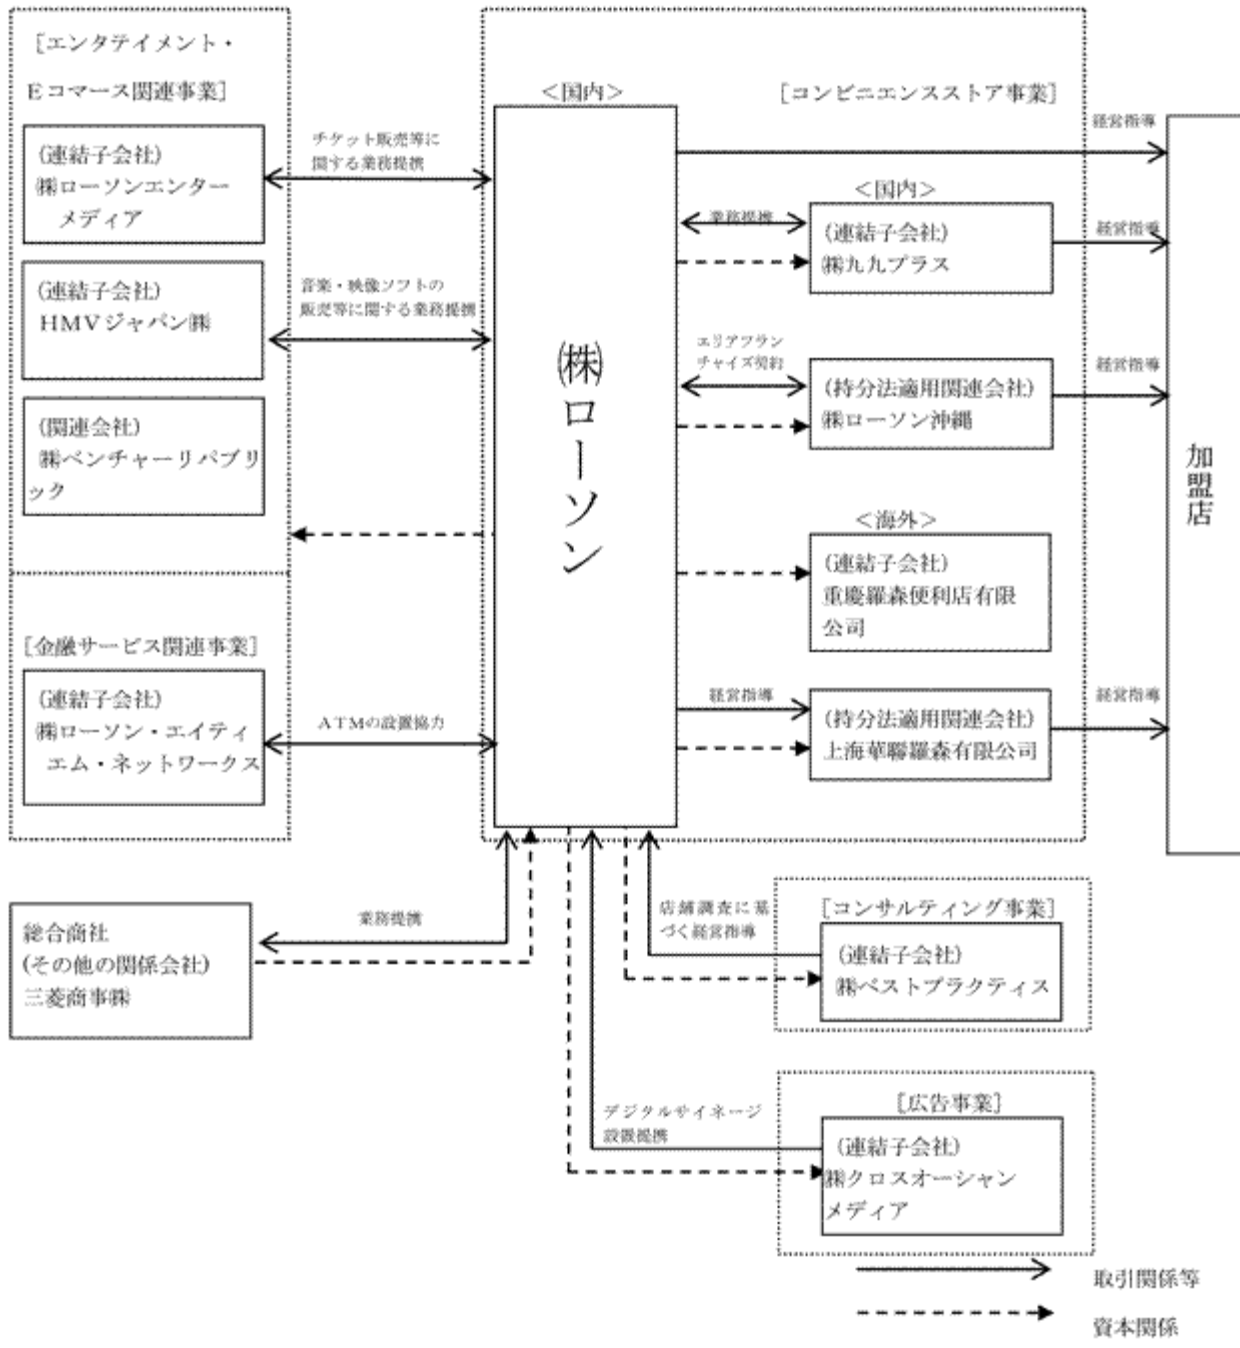 ［エンタテイメント・
Ｅコマース関連事業］
(連結子会社)
㈱ローソンエンター
メディア
(連結子会社)
ＨＭＶジャパン㈱
(関連会社)
㈱ベンチャーリパブリ
ック
［金融サービス関連事業］
(連結子会社)
㈱ローソン・エイティ
エム・ネットワークス
総合商社
(その他の関係会社)
三菱商事㈱
チケット販売等に
関する業務提携
音楽・映像ソフトの
販売等に関する業務提携
ＡＴＭの設置協力
業務提携
＜国内＞
㈱ローソン
［コンビニエンスストア事業］
経営指導
＜国内＞
業務提携
(連結子会社)
㈱九九プラス
経営指導
エリアフラン
チャイズ契約
(持分法適用関連会社)
㈱ローソン沖縄
経営指導
＜海外＞
(連結子会社)
重慶羅森便利店有限
公司
経営指導
(持分法適用関連会社)
上海華聯羅森有限公司
経営指導
加盟店
店舗調査に基
づく経営指導
［コンサルティング事業］
(連結子会社)
㈱ベストプラクティス
デジタルサイネージ
設置提携
［広告事業］
(連結子会社)
㈱クロスオーシャン
メディア
取引関係等
資本関係